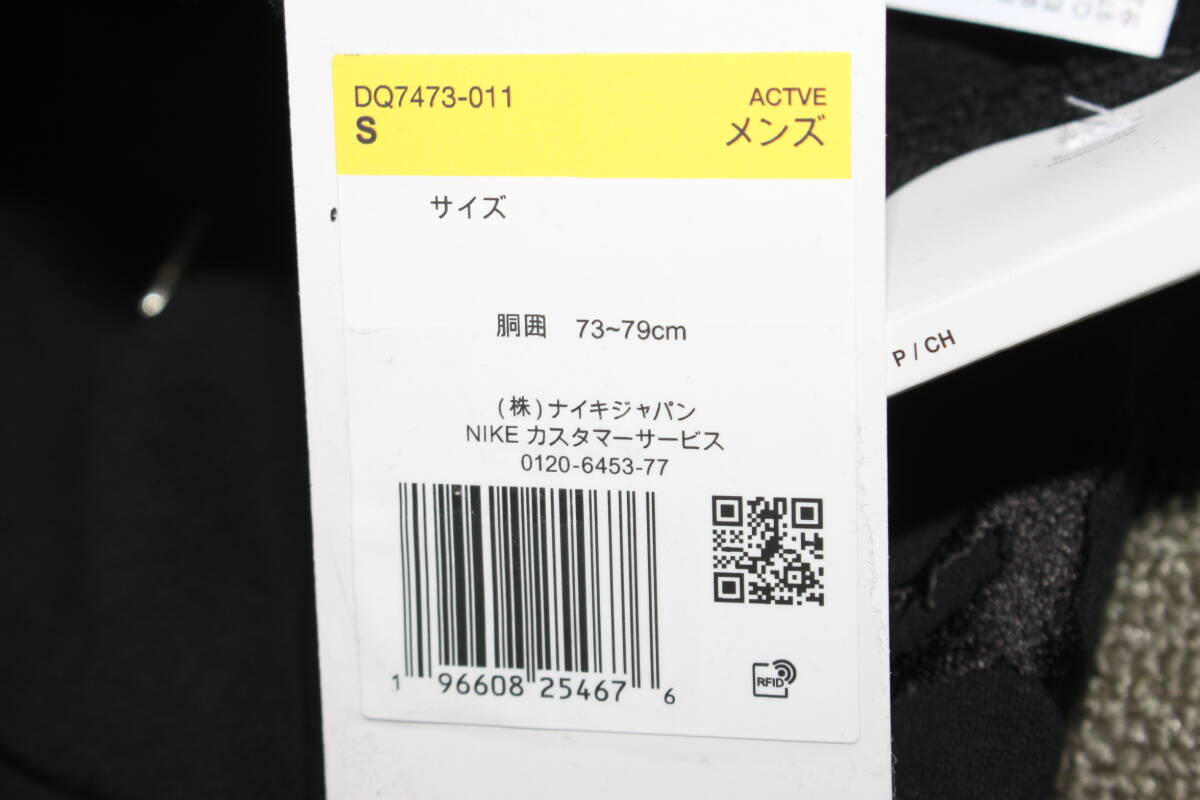 DQ7473-011
ACTVE
S
メンズ
サイズ
胴囲 73~79cm
(株)ナイキジャパン
NIKE カスタマーサービス
0120-6453-77
1 96608 25467 6
RFID
P / CH